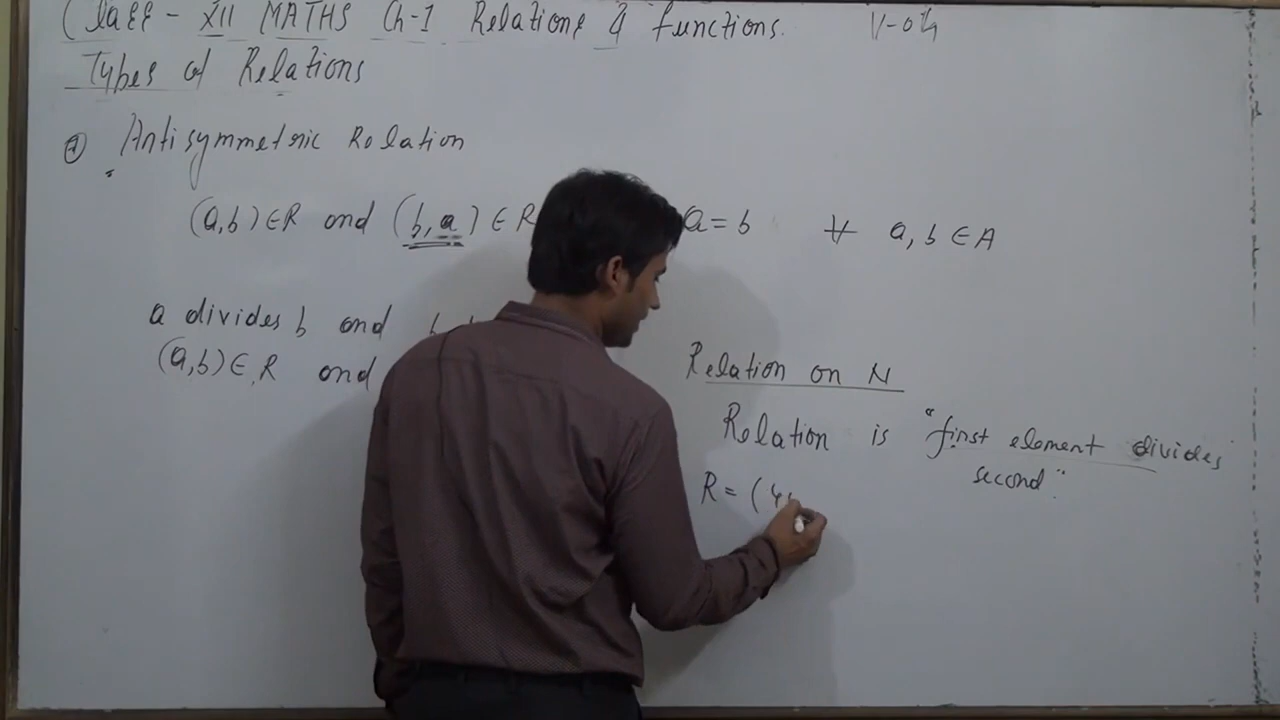 Class - XII MATHS Ch-1 Relations & functions. V-04
Types of Relations
Antisymmetric Relation
(a,b) ∈ R and (b,a) ∈ R a = b ∀ a, b ∈ A
a divides b and
(a,b) ∈ R and
Relation on N
Relation is "first element divides
second".
R = (4,